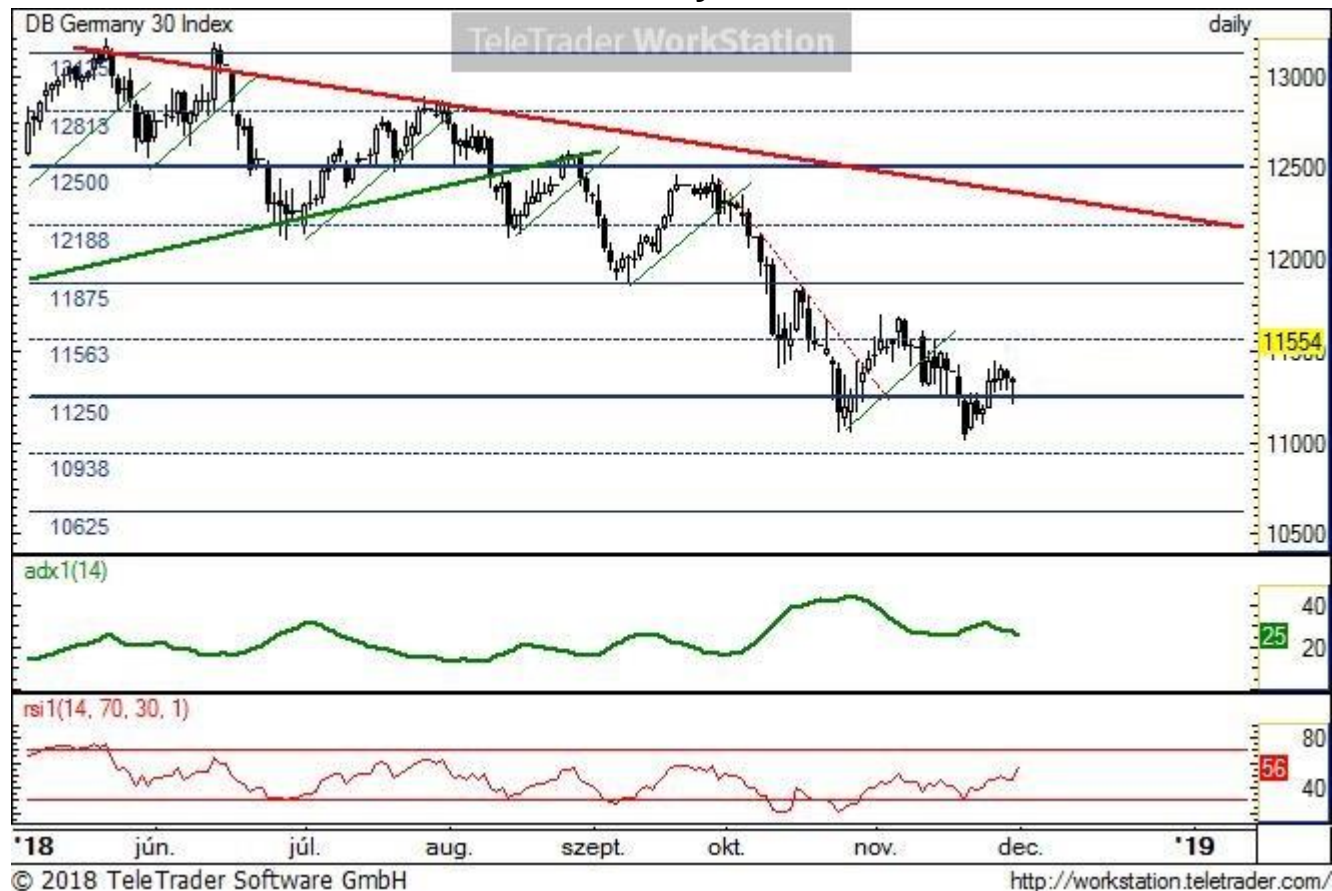 DB Germany 30 Index
TeleTrader WorkStation
daily
13125
12813
12500
12188
11875
11563
11250
10938
10625
13000
12500
12000
11554
11500
11000
10500
adx1(14)
40
25
20
rsi1(14, 70, 30, 1)
80
56
40
'18 jún. júl. aug. szept. okt. nov. dec. '19
© 2018 TeleTrader Software GmbH
http://workstation.teletrader.com/